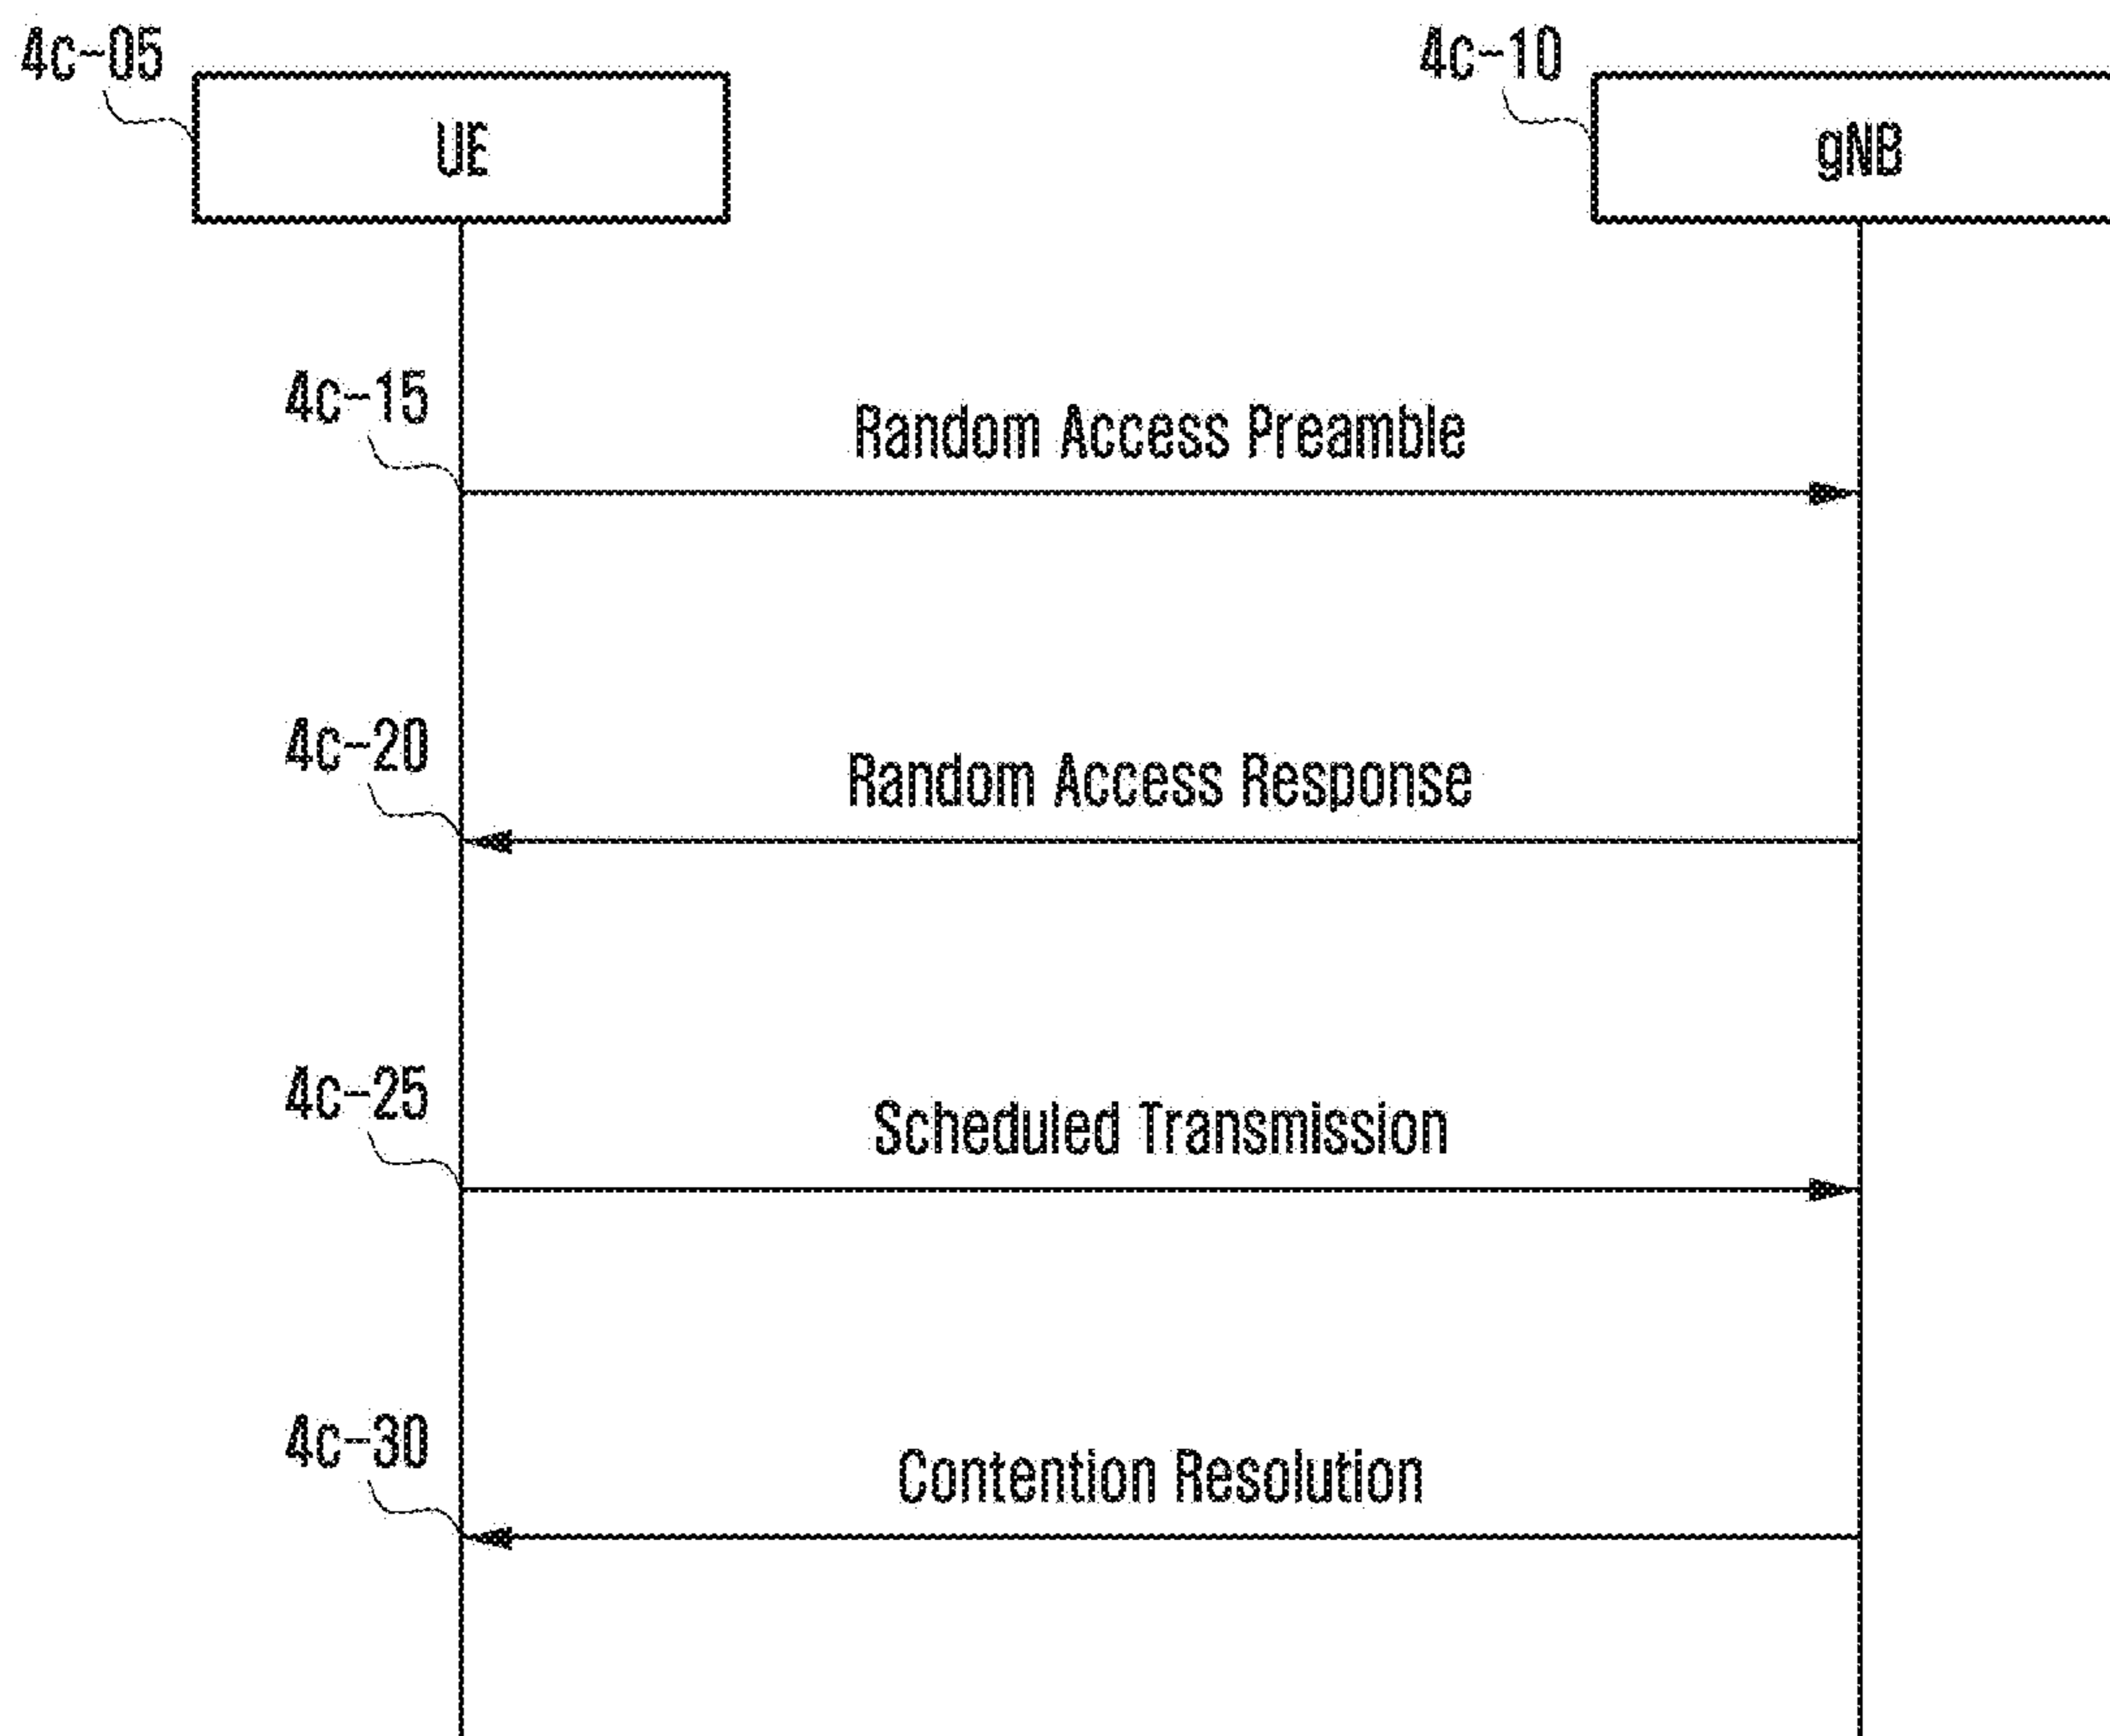 4c-05
4c-10
UE
gNB
4c-15
Random Access Preamble
4c-20
Random Access Response
4c-25
Scheduled Transmission
4c-30
Contention Resolution